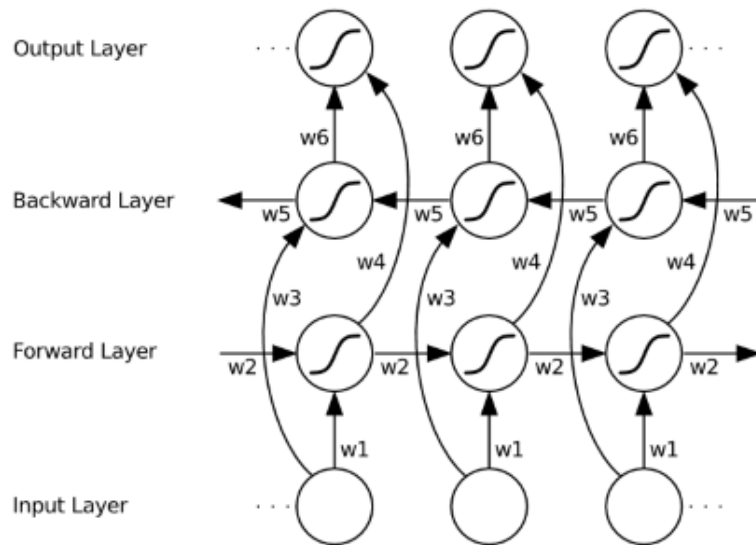 Output Layer
w6 w6 w6
Backward Layer
w5 w5 w5 w5
w4 w4 w4
w3 w3 w3
Forward Layer
w2 w2 w2 w2
w1 w1 w1
Input Layer